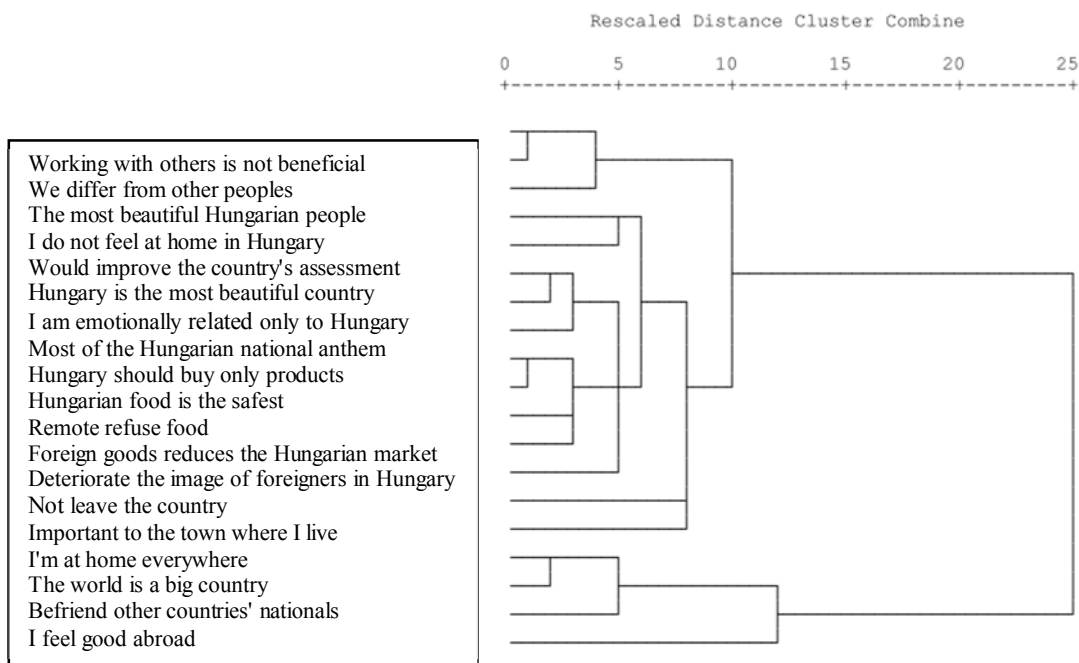 Rescaled Distance Cluster Combine
0 5 10 15 20 25
Working with others is not beneficial
We differ from other peoples
The most beautiful Hungarian people
I do not feel at home in Hungary
Would improve the country's assessment
Hungary is the most beautiful country
I am emotionally related only to Hungary
Most of the Hungarian national anthem
Hungary should buy only products
Hungarian food is the safest
Remote refuse food
Foreign goods reduces the Hungarian market
Deteriorate the image of foreigners in Hungary
Not leave the country
Important to the town where I live
I'm at home everywhere
The world is a big country
Befriend other countries' nationals
I feel good abroad